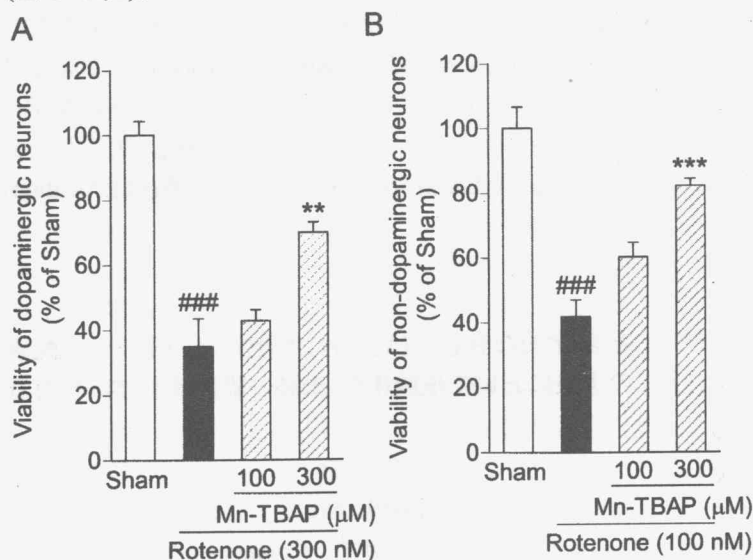 A
Viability of dopaminergic neurons
(% of Sham)
120
100
80
60
40
20
0
###
**
Sham
100 300
Mn-TBAP (μM)
Rotenone (300 nM)
B
Viability of non-dopaminergic neurons
(% of Sham)
120
100
80
60
40
20
0
###
***
Sham
100 300
Mn-TBAP (μM)
Rotenone (100 nM)